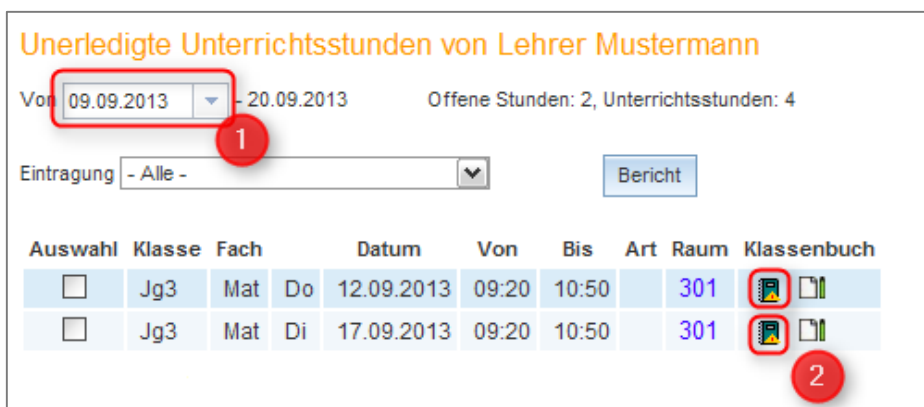 Unerledigte Unterrichtsstunden von Lehrer Mustermann
Von 09.09.2013 - 20.09.2013 Offene Stunden: 2, Unterrichtsstunden: 4
1
Eintragung - Alle - Bericht
Auswahl Klasse Fach Datum Von Bis Art Raum Klassenbuch
Jg3 Mat Do 12.09.2013 09:20 10:50 301
Jg3 Mat Di 17.09.2013 09:20 10:50 301
2